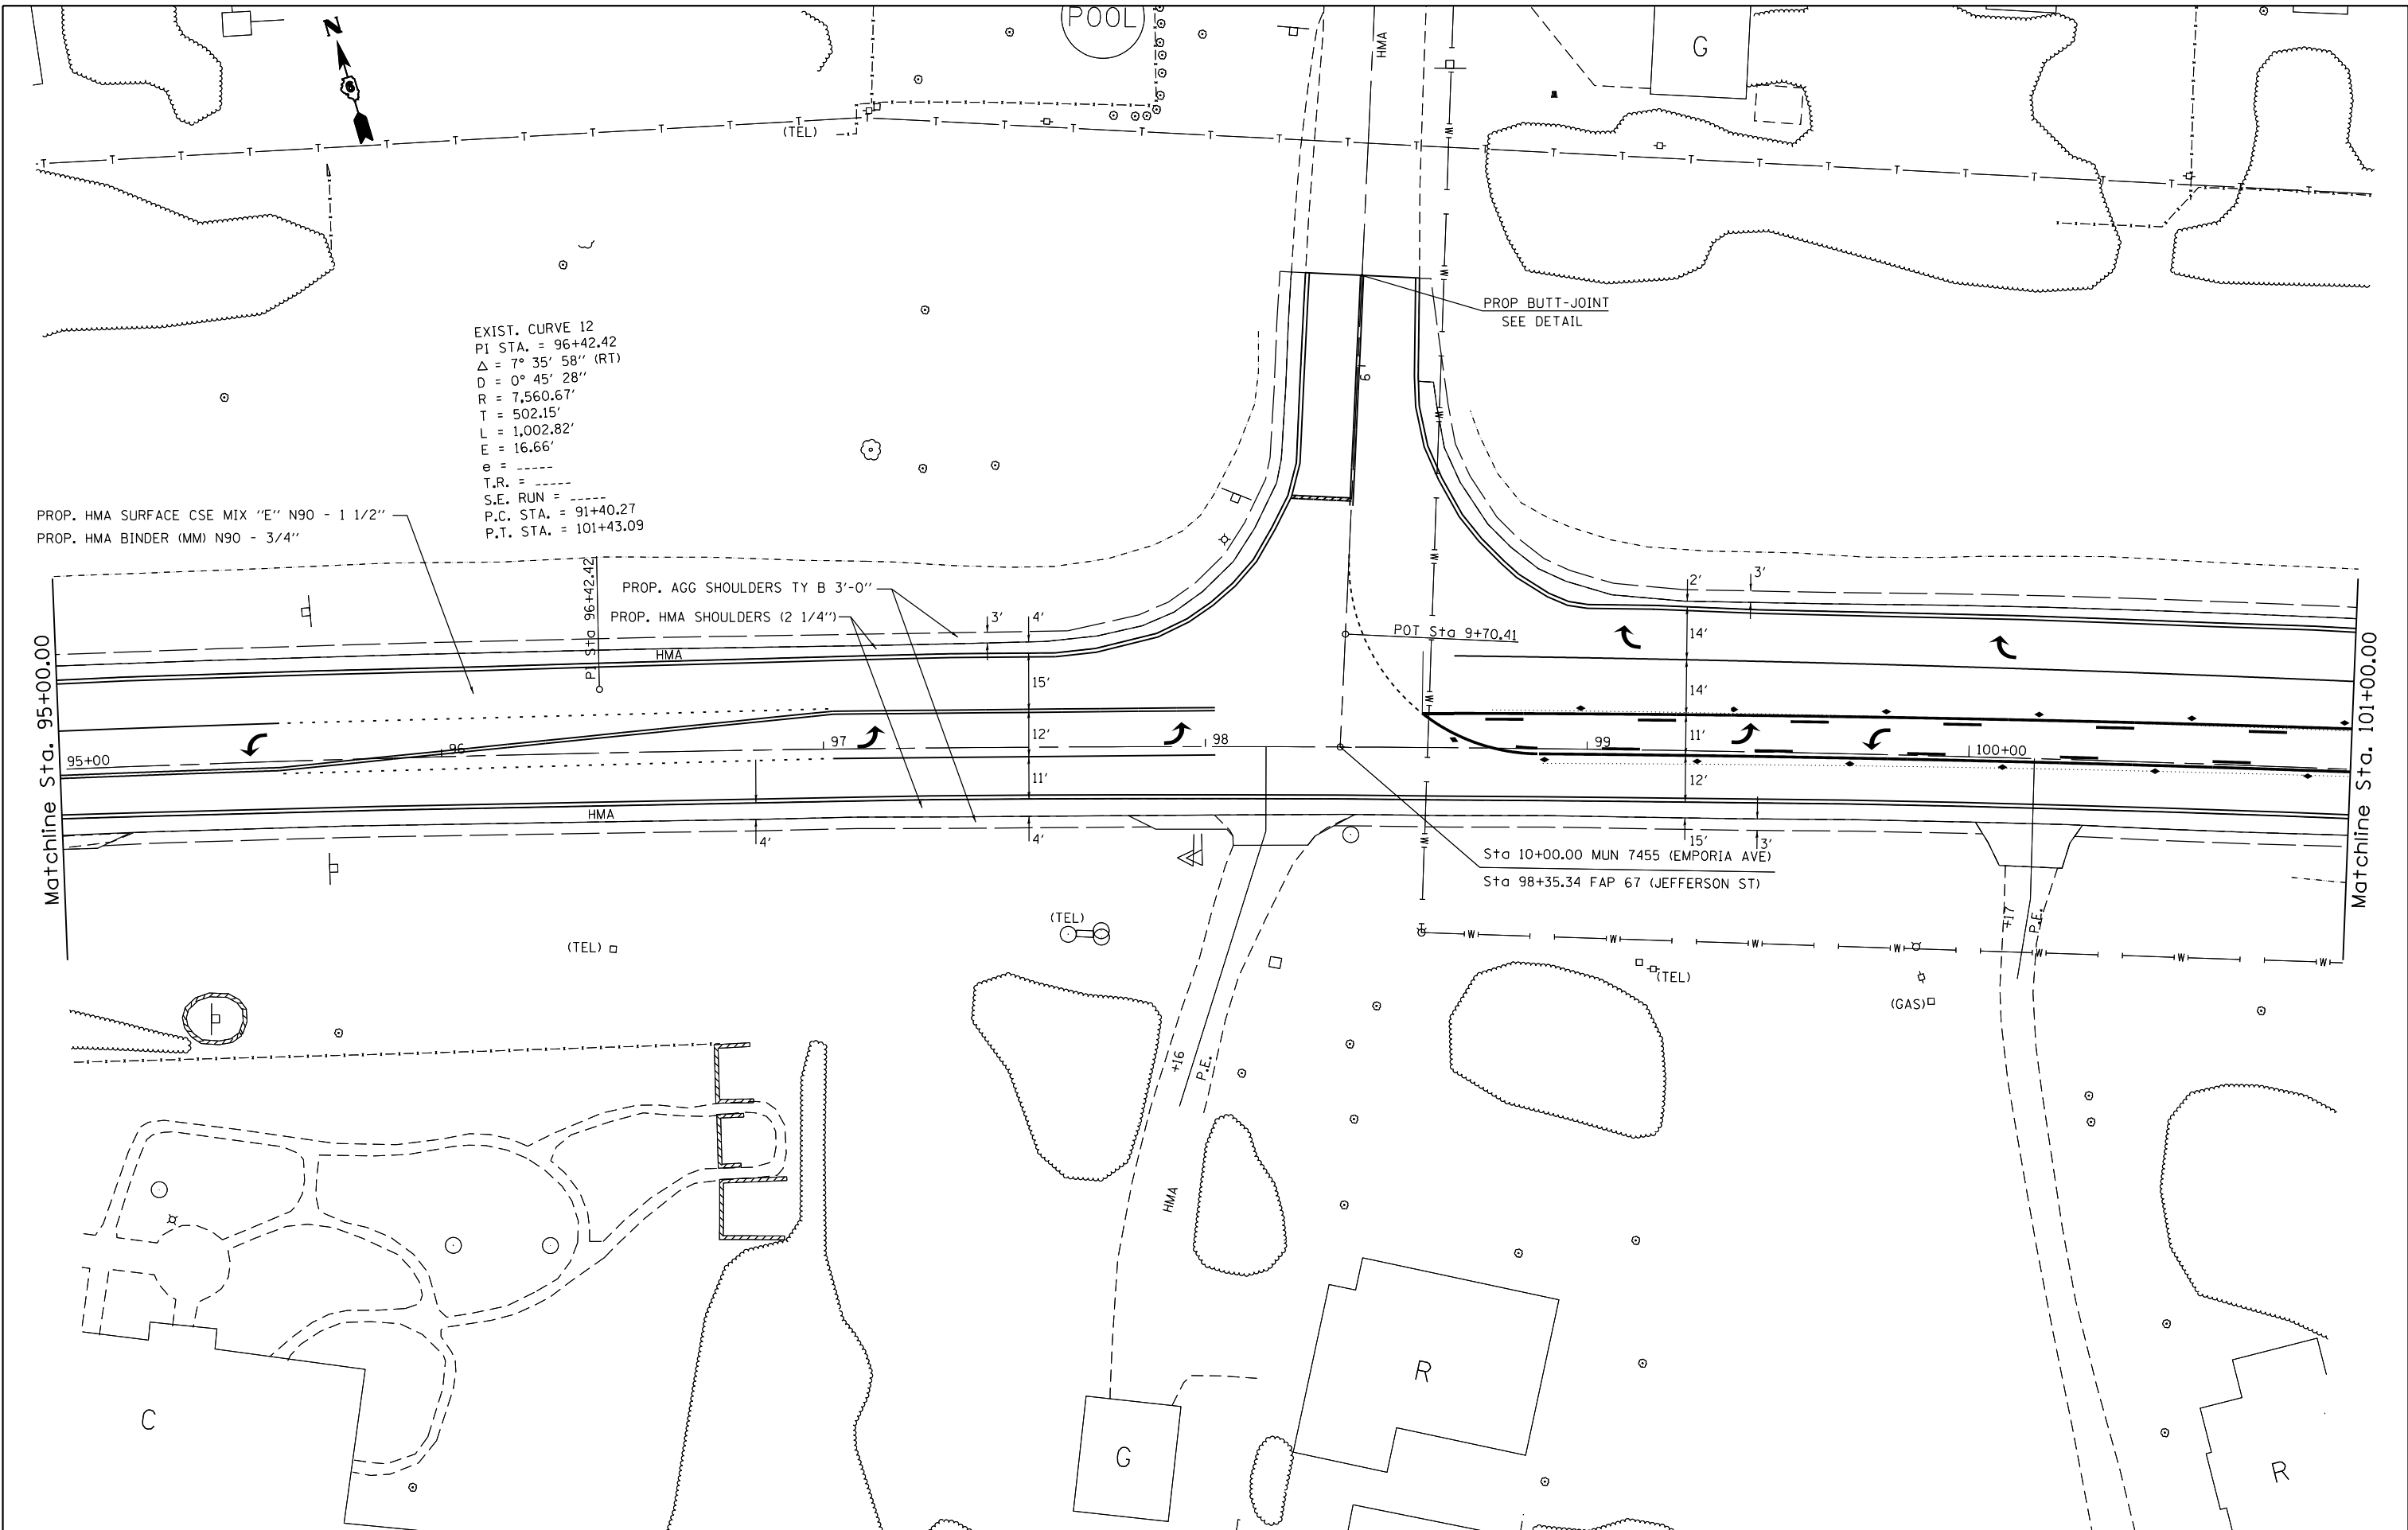 N
POOL
HMA
G
(TEL)
T T T T T T T T T T T T T T T T T T T T T T T T T T T T T T T T T T
W
W
W
W
W
W
W
W
PROP BUTT-JOINT
SEE DETAIL
EXIST. CURVE 12
PI STA. = 96+42.42
Δ = 7° 35' 58" (RT)
D = 0° 45' 28"
R = 7,560.67'
T = 502.15'
L = 1,002.82'
E = 16.66'
e = -----
T.R. = -----
S.E. RUN = -----
P.C. STA. = 91+40.27
P.T. STA. = 101+43.09
9
PROP. HMA SURFACE CSE MIX "E" N90 - 1 1/2"
PROP. HMA BINDER (MM) N90 - 3/4"
PROP. AGG SHOULDERS TY B 3'-0"
PROP. HMA SHOULDERS (2 1/4")
PI Sta 96+42.42
3' 4'
2' 3'
HMA
POT Sta 9+70.41
14'
15'
14'
12'
11'
11'
12'
Matchline Sta. 95+00.00
Matchline Sta. 101+00.00
95+00
96
97
98
99
100+00
HMA
4'
4'
15'
3'
Sta 10+00.00 MUN 7455 (EMPORIA AVE)
Sta 98+35.34 FAP 67 (JEFFERSON ST)
(TEL)
(TEL)
W W W W W W W
(TEL)
(GAS)
+17
P.E.
+16
P.E.
HMA
C
G
R
R